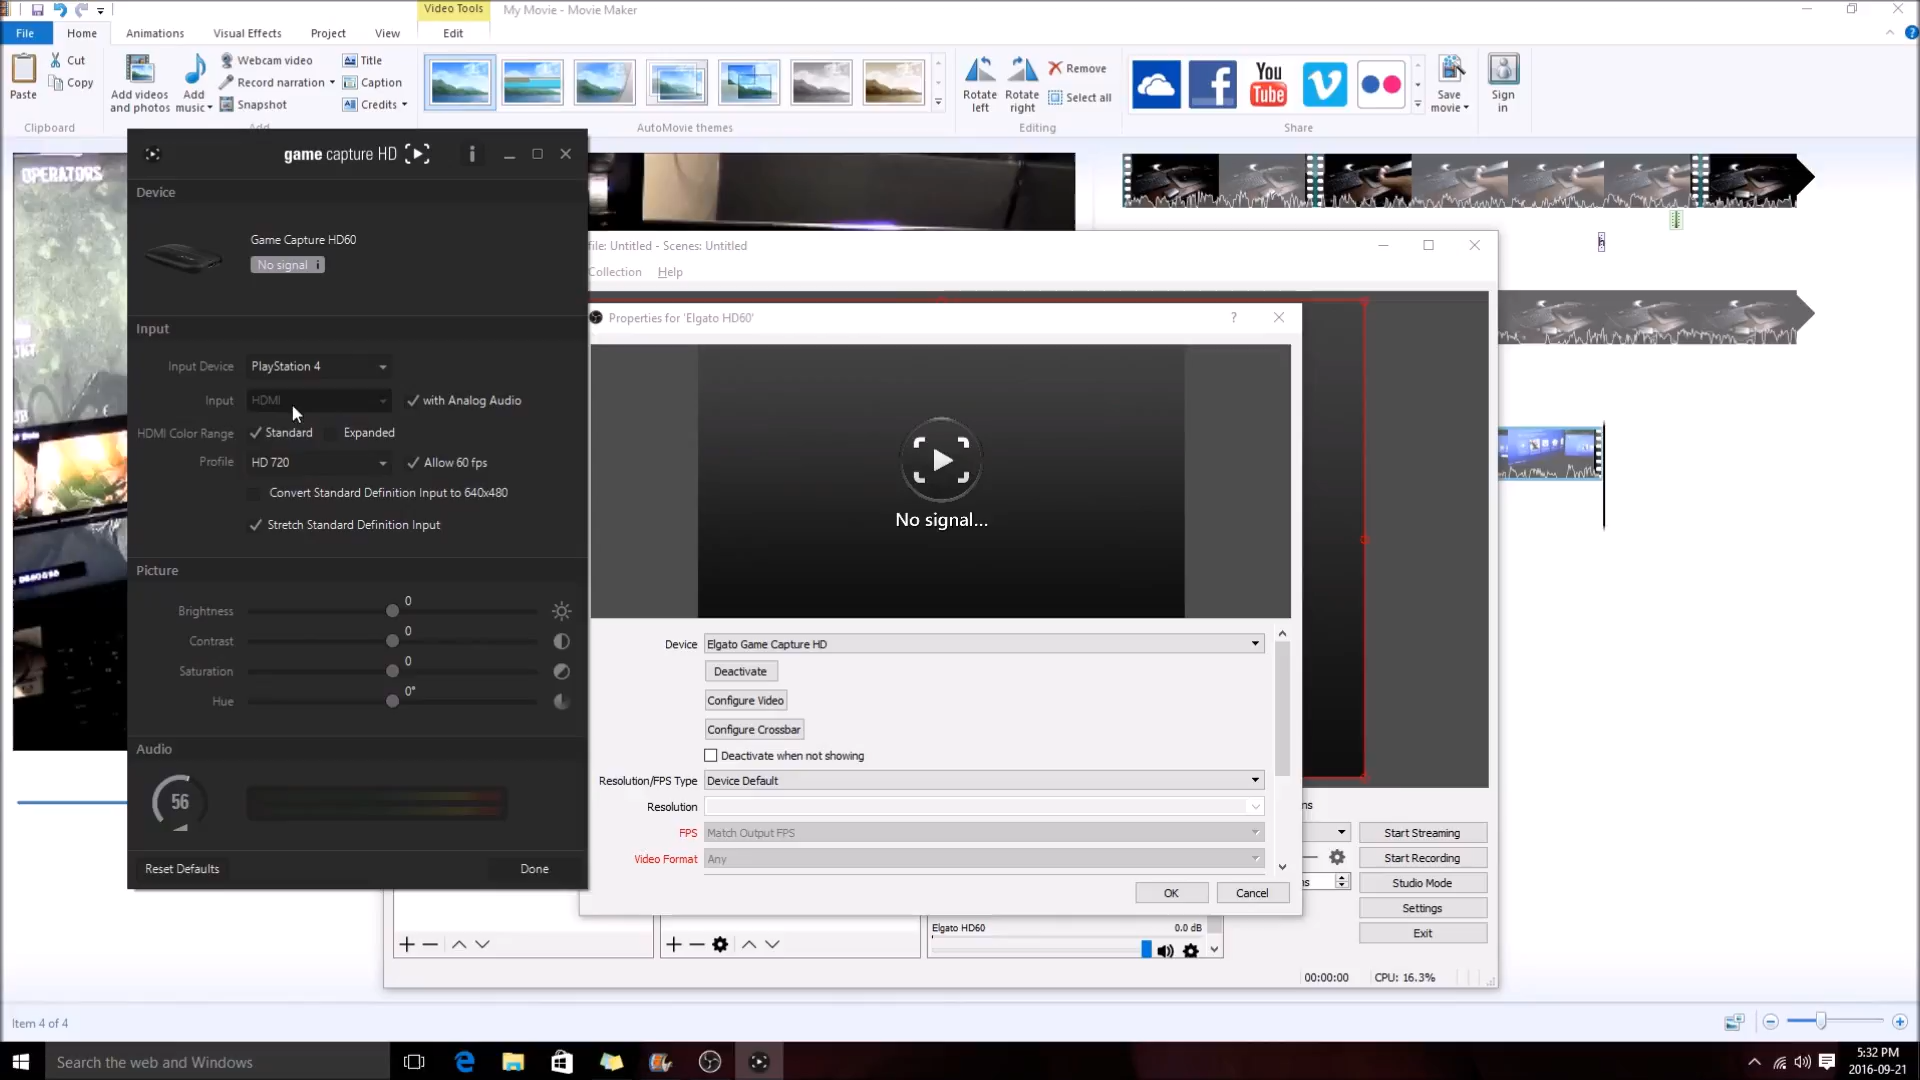 Video Tools
My Movie - Movie Maker
File
Home
Animations
Visual Effects
Project
View
Edit
Paste
Cut
Copy
Clipboard
Add videos
and photos
Add
music
Webcam video
Record narration
Snapshot
Title
Caption
Credits
Add
AutoMovie themes
Rotate
left
Rotate
right
Remove
Select all
Editing
You
Tube
Share
Save
movie
Sign
in
OPERATORS
game capture HD
Device
Game Capture HD60
No signal i
Input
Input Device PlayStation 4
Input HDMI with Analog Audio
HDMI Color Range Standard Expanded
Profile HD 720 Allow 60 fps
Convert Standard Definition Input to 640x480
Stretch Standard Definition Input
Picture
Brightness 0
Contrast 0
Saturation 0
Hue 0°
Audio
56
Reset Defaults Done
file: Untitled - Scenes: Untitled
Collection Help
Properties for 'Elgato HD60' ?
No signal...
Device Elgato Game Capture HD
Deactivate
Configure Video
Configure Crossbar
Deactivate when not showing
Resolution/FPS Type Device Default
Resolution
FPS Match Output FPS
Video Format Any
OK Cancel
ns
Start Streaming
Start Recording
Studio Mode
Settings
Exit
Elgato HD60 0.0 dB
00:00:00 CPU: 16.3%
Item 4 of 4
Search the web and Windows
5:32 PM
2016-09-21